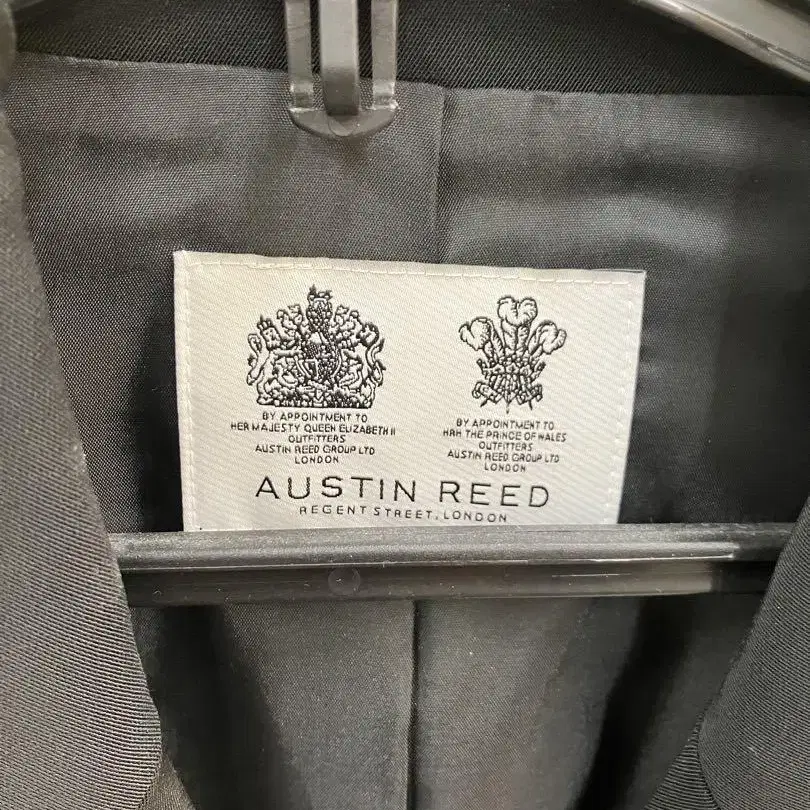 BY APPOINTMENT TO
HER MAJESTY QUEEN ELIZABETH II
OUTFITTERS
AUSTIN REED GROUP LTD
LONDON
BY APPOINTMENT TO
HRH THE PRINCE OF WALES
OUTFITTERS
AUSTIN REED GROUP LTD
LONDON
AUSTIN REED
REGENT STREET, LONDON